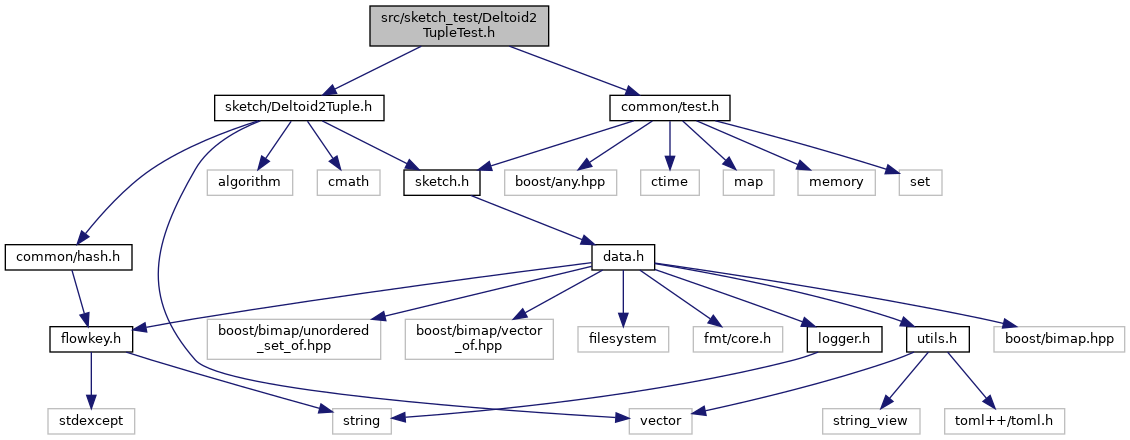 src/sketch_test/Deltoid2
TupleTest.h
sketch/Deltoid2Tuple.h
common/test.h
algorithm
cmath
sketch.h
boost/any.hpp
ctime
map
memory
set
common/hash.h
data.h
flowkey.h
boost/bimap/unordered
_set_of.hpp
boost/bimap/vector
_of.hpp
filesystem
fmt/core.h
logger.h
utils.h
boost/bimap.hpp
stdexcept
string
vector
string_view
toml++/toml.h